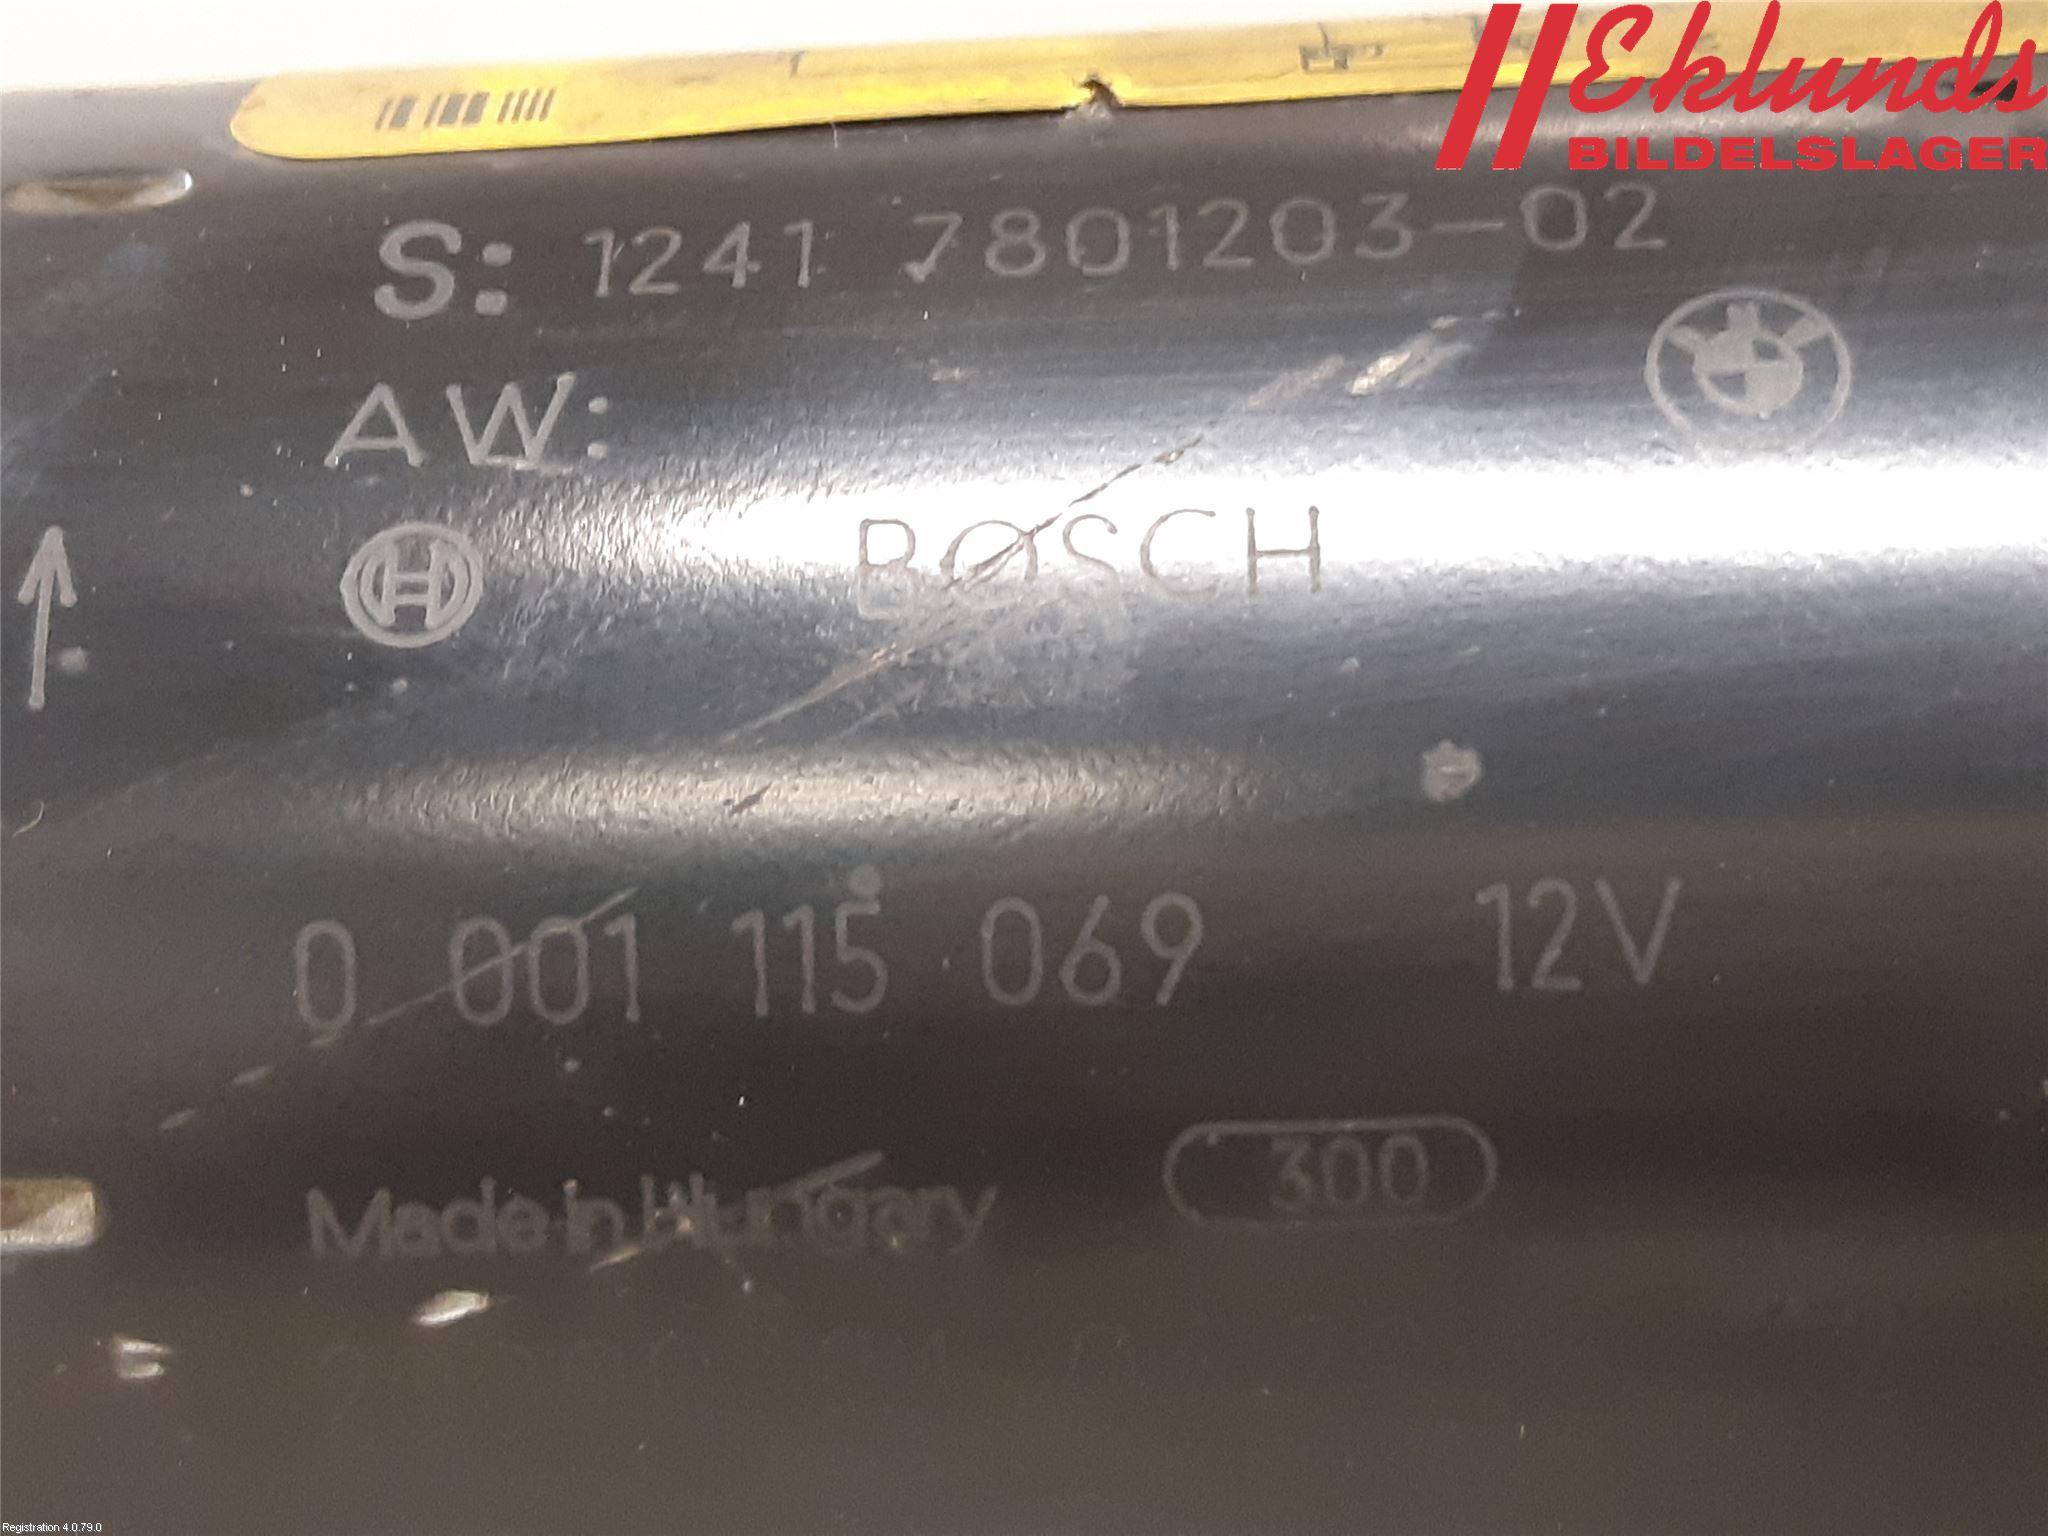 Eklunds
BILDELSLAGER
S: 1241 7801203-02
AW:
BOSCH
0 001 115 069 12V
Made in Hungary 300
Registration 4.0.79.0